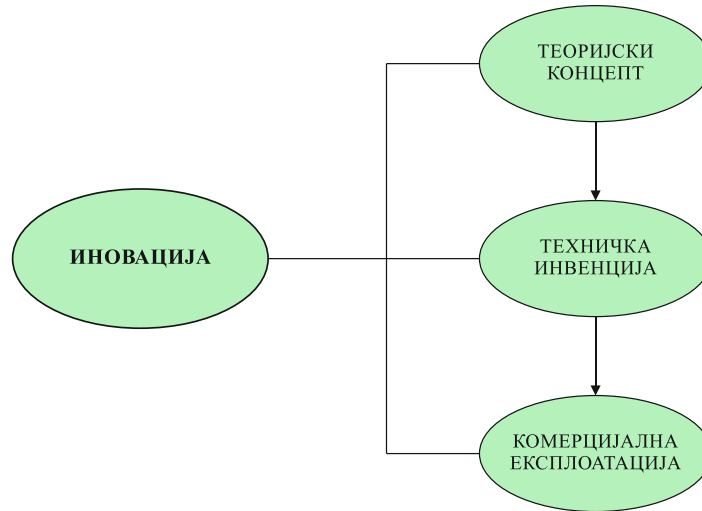 ТЕОРИЈСКИ
КОНЦЕПТ
ИНОВАЦИЈА
ТЕХНИЧКА
ИНВЕНЦИЈА
КОМЕРЦИЈАЛНА
ЕКСПЛОАТАЦИЈА